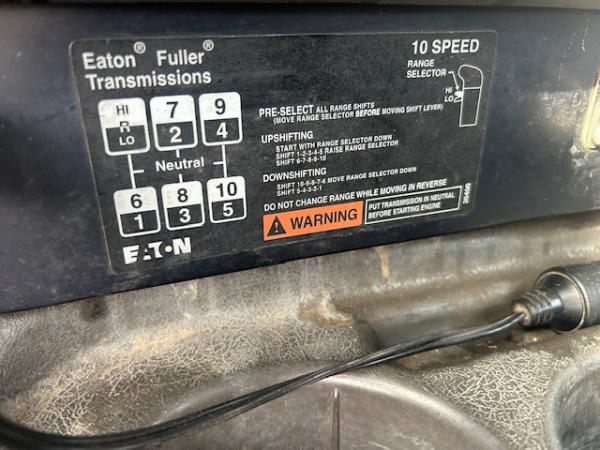 Eaton® Fuller®
Transmissions
10 SPEED
RANGE
SELECTOR
HI
LO
HI
R
LO
7
2
9
4
Neutral
6
1
8
3
10
5
EATON
PRE-SELECT ALL RANGE SHIFTS
(MOVE RANGE SELECTOR BEFORE MOVING SHIFT LEVER)
UPSHIFTING
START WITH RANGE SELECTOR DOWN
SHIFT 1-2-3-4-5 RAISE RANGE SELECTOR
SHIFT 6-7-8-9-10
DOWNSHIFTING
SHIFT 10-9-8-7-6 MOVE RANGE SELECTOR DOWN
SHIFT 5-4-3-2-1
DO NOT CHANGE RANGE WHILE MOVING IN REVERSE
WARNING
PUT TRANSMISSION IN NEUTRAL
BEFORE STARTING ENGINE